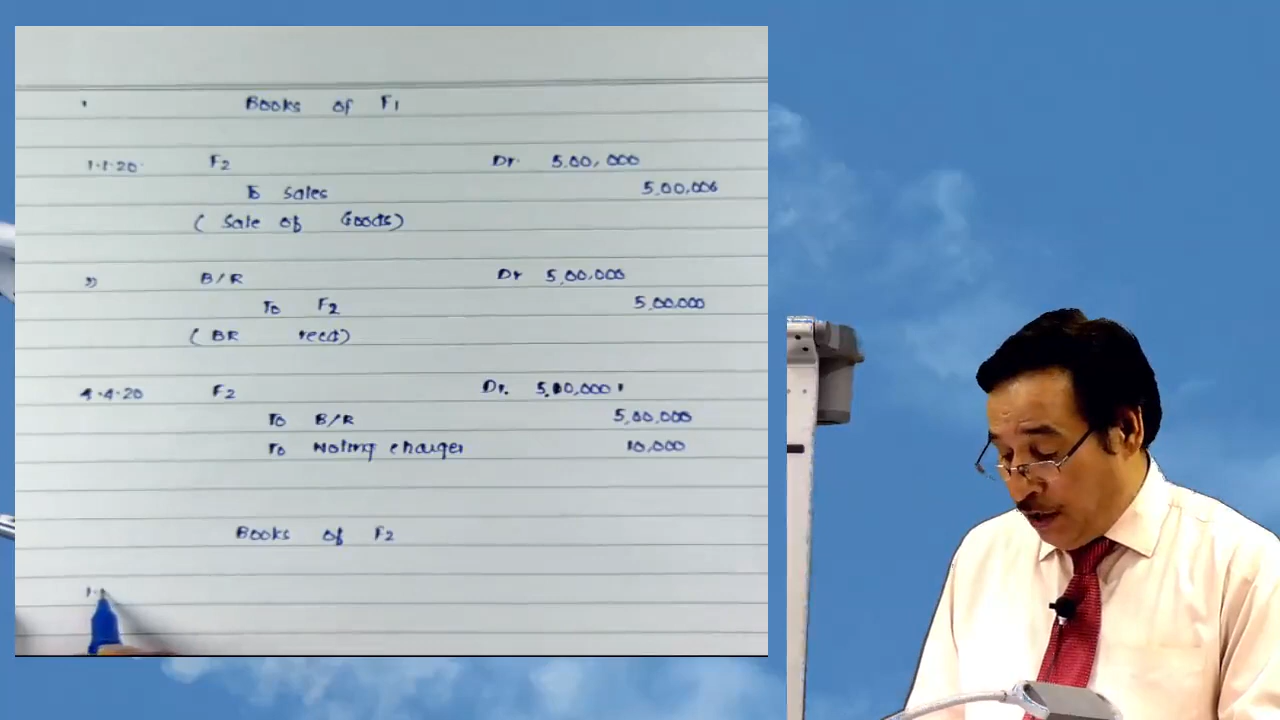 Books of F1
1.1.20. F2 Dr. 5,00,000
To Sales 5,00,000
( Sale of Goods)
B/R Dr 5,00,000
To F2 5,00,000
( BR recd)
4.4.20 F2 Dr. 5,10,000
To B/R 5,00,000
To Noting charges 10,000
Books of F2
1.